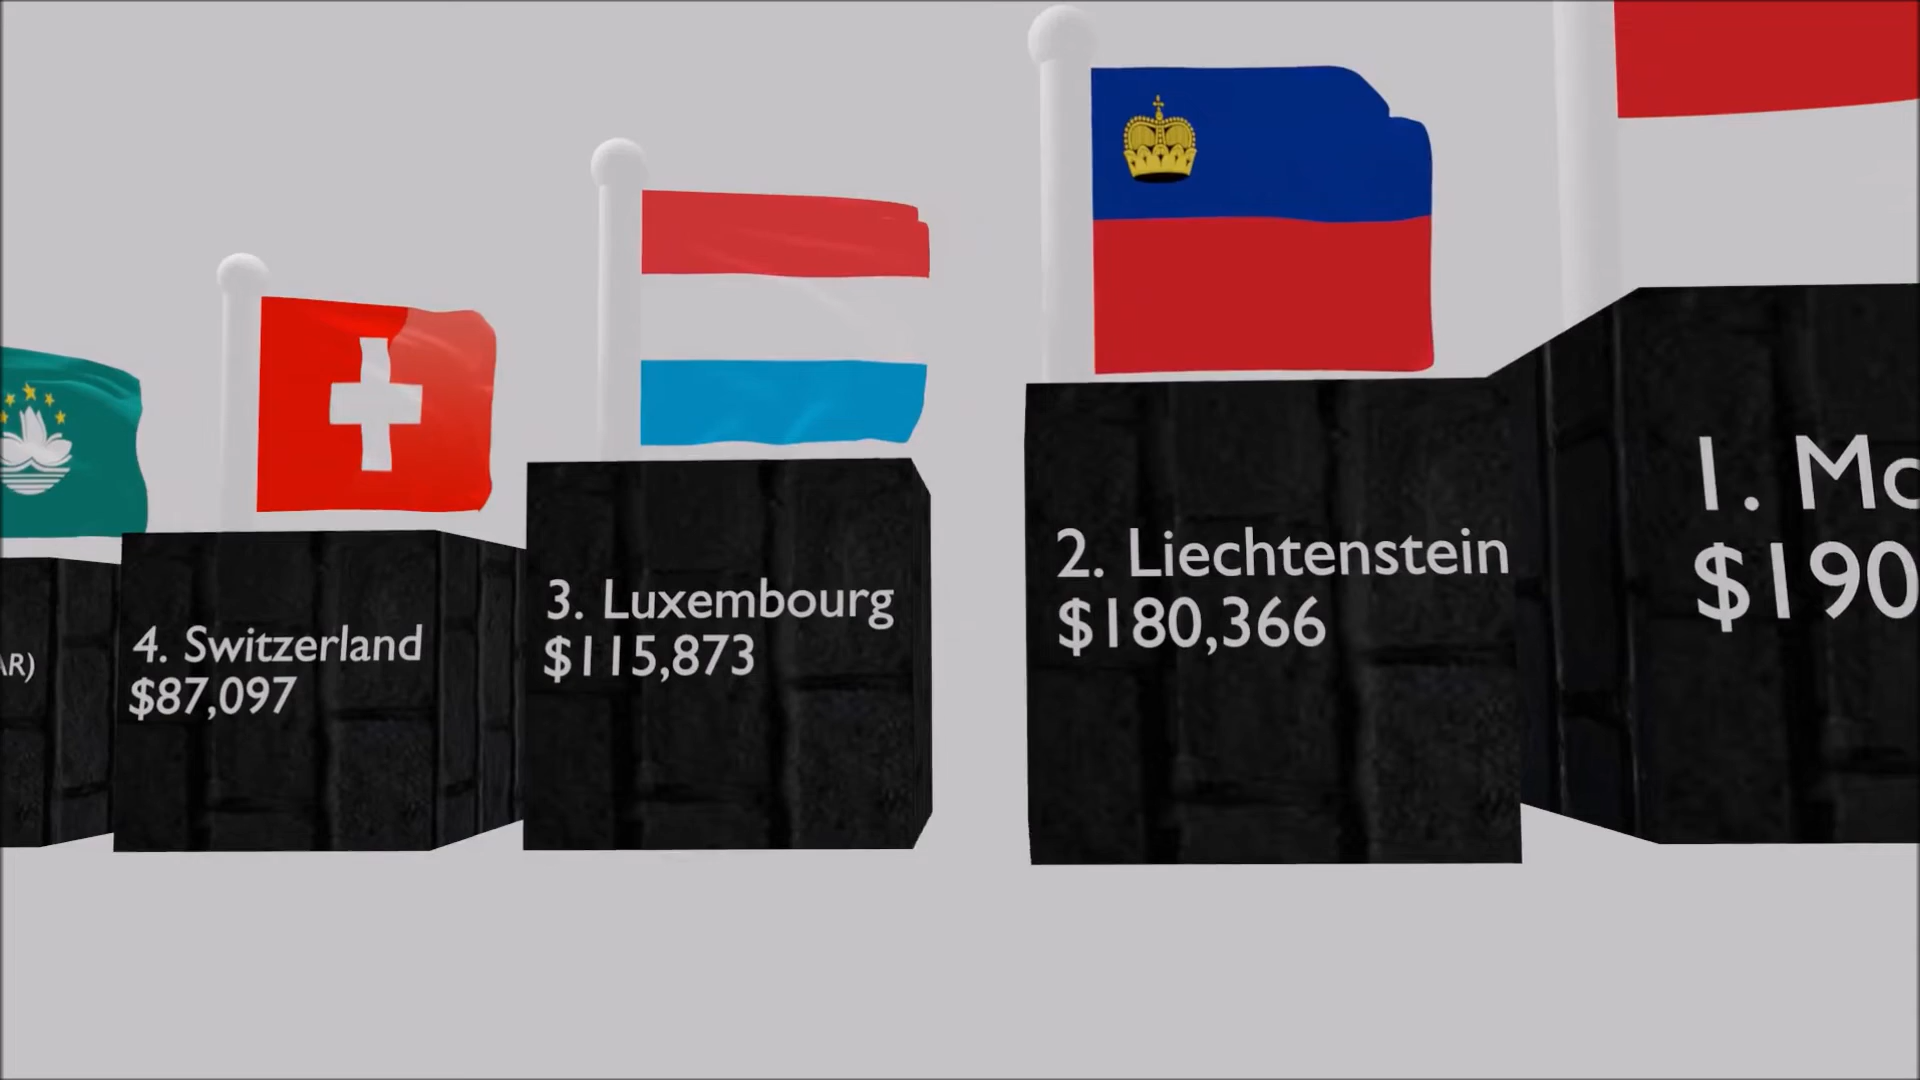 AR)
4. Switzerland
$87,097
3. Luxembourg
$115,873
2. Liechtenstein
$180,366
1. Mo
$190